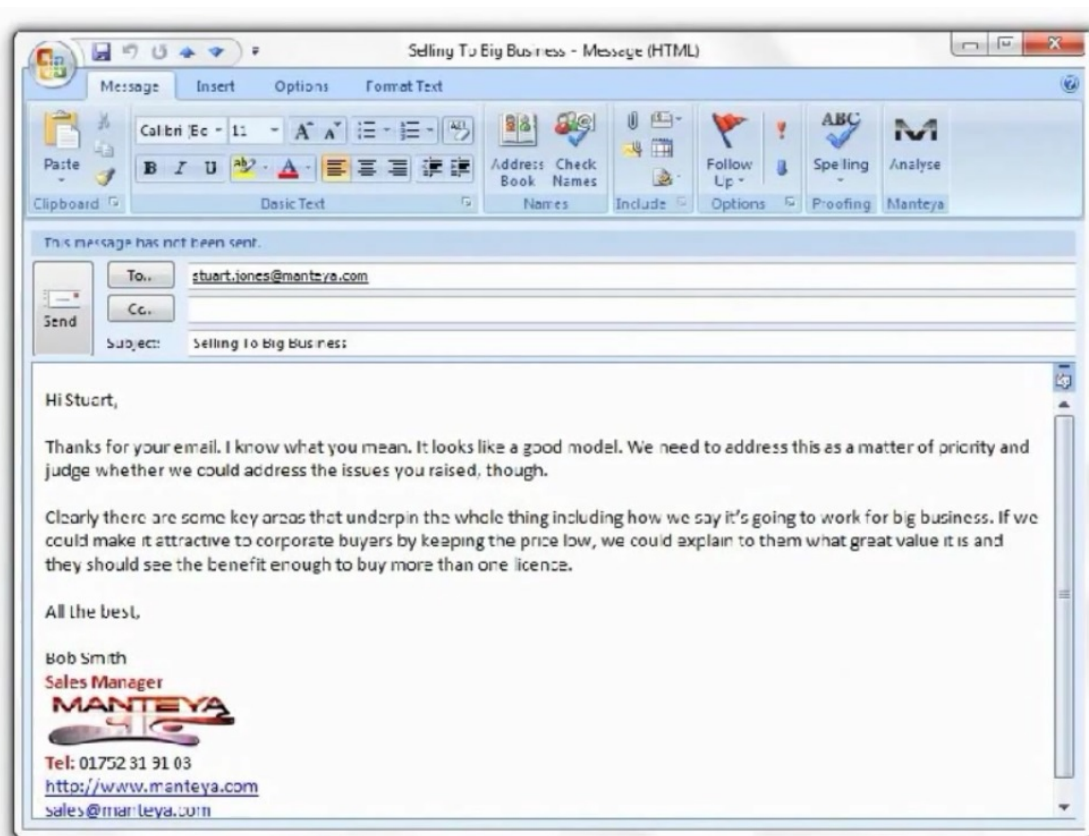 Selling To Big Business - Message (HTML)
Message Insert Options Format Text
Paste
Calibri (Bo 11
B I U
Address Book
Check Names
Follow Up
ABC
Spelling
Analyse
Clipboard Basic Text Names Include Options Proofing Manteya
This message has not been sent.
To.. stuart.jones@manteya.com
Send
Cc..
Subject: Selling To Big Business
Hi Stuart,
Thanks for your email. I know what you mean. It looks like a good model. We need to address this as a matter of priority and
judge whether we could address the issues you raised, though.
Clearly there are some key areas that underpin the whole thing including how we say it's going to work for big business. If we
could make it attractive to corporate buyers by keeping the price low, we could explain to them what great value it is and
they should see the benefit enough to buy more than one licence.
All the best,
Bob Smith
Sales Manager
MANTEYA
Tel: 01752 31 91 03
http://www.manteya.com
sales@manteya.com